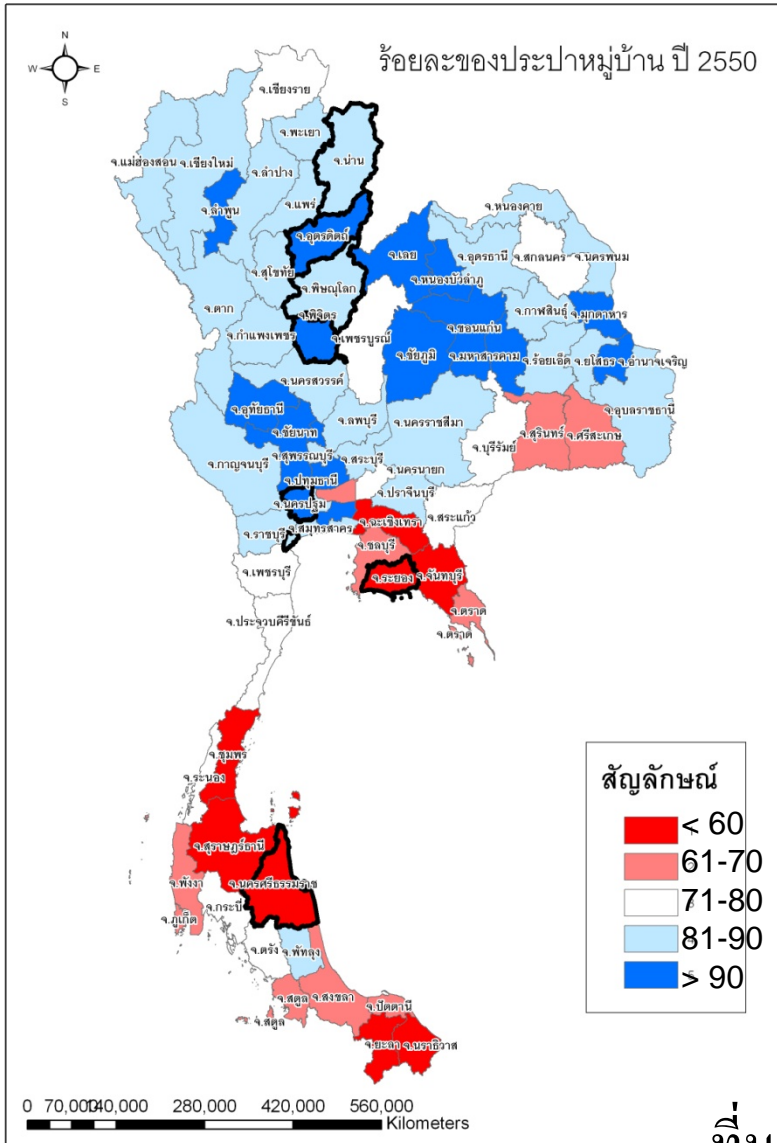 ร้อยละของประปาหมู่บ้าน ปี 2550
N
W E
S
จ.เชียงราย
จ.พะเยา
จ.น่าน
จ.แม่ฮ่องสอน
จ.เชียงใหม่
จ.ลำปาง
จ.แพร่
จ.ลำพูน
จ.อุตรดิตถ์
จ.หนองคาย
จ.เลย
จ.อุดรธานี
จ.สกลนคร
จ.นครพนม
จ.สุโขทัย
จ.พิษณุโลก
จ.หนองบัวลำภู
จ.ตาก
จ.พิจิตร
จ.กำแพงเพชร
จ.เพชรบูรณ์
จ.ขอนแก่น
จ.กาฬสินธุ์
จ.มุกดาหาร
จ.ชัยภูมิ
จ.มหาสารคาม
จ.ร้อยเอ็ด
จ.ยโสธร
จ.อำนาจเจริญ
จ.นครสวรรค์
จ.อุทัยธานี
จ.ชัยนาท
จ.ลพบุรี
จ.นครราชสีมา
จ.บุรีรัมย์
จ.สุรินทร์
จ.ศรีสะเกษ
จ.อุบลราชธานี
จ.สุพรรณบุรี
จ.สระบุรี
จ.กาญจนบุรี
จ.นครนายก
จ.ปทุมธานี
จ.ปราจีนบุรี
จ.นครปฐม
จ.สระแก้ว
จ.ฉะเชิงเทรา
จ.ราชบุรี
จ.สมุทรสาคร
จ.ชลบุรี
จ.เพชรบุรี
จ.ระยอง
จ.จันทบุรี
จ.ตราด
จ.ตราด
จ.ประจวบคีรีขันธ์
จ.ชุมพร
จ.ระนอง
จ.สุราษฎร์ธานี
จ.พังงา
จ.นครศรีธรรมราช
จ.กระบี่
จ.ภูเก็ต
จ.ตรัง
จ.พัทลุง
จ.สตูล
จ.สงขลา
จ.ปัตตานี
จ.สตูล
จ.ยะลา
จ.นราธิวาส
สัญลักษณ์
< 60
61-70
71-80
81-90
> 90
0 70,000 140,000 280,000 420,000 560,000
Kilometers